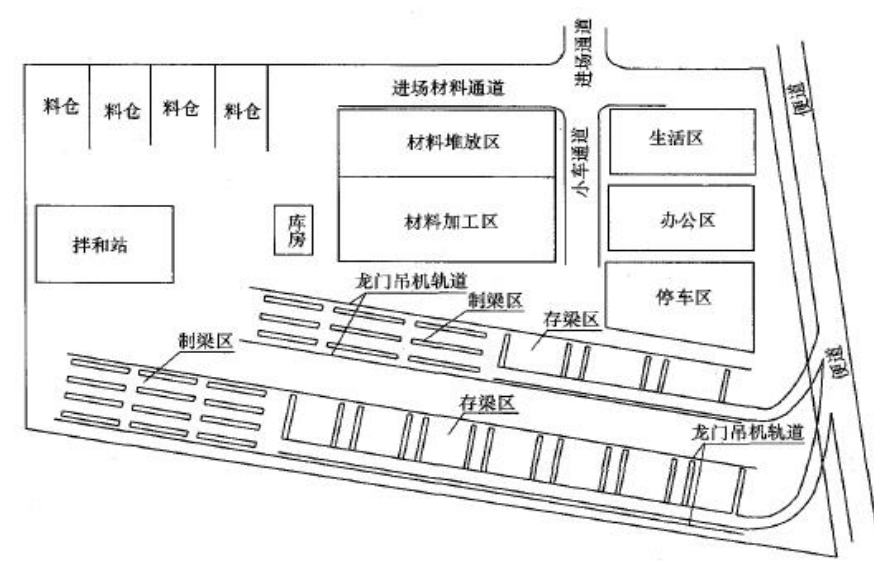 进场通道
便道
进场材料通道
料仓
料仓
料仓
料仓
材料堆放区
小车通道
生活区
材料加工区
库房
办公区
拌和站
龙门吊机轨道
制梁区
停车区
存梁区
制梁区
便道
存梁区
龙门吊机轨道